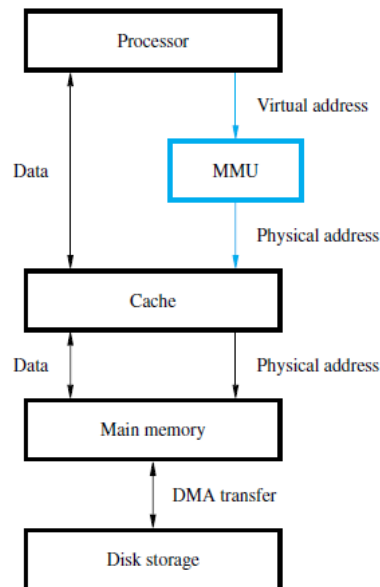 Processor
Virtual address
Data
MMU
Physical address
Cache
Data
Physical address
Main memory
DMA transfer
Disk storage